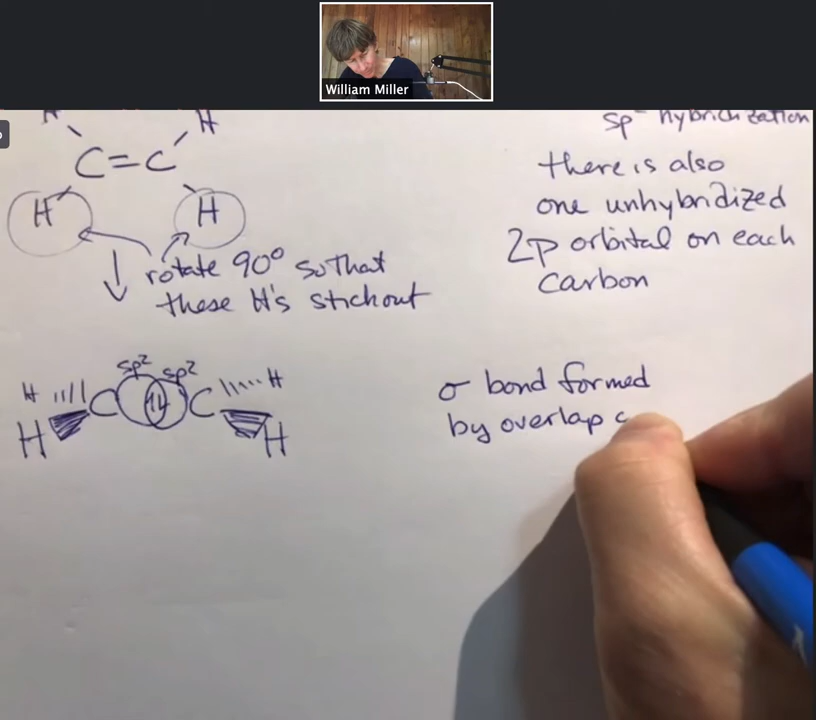 William Miller
H
H
sp² hybridization
C=C
there is also
one unhybridized
2p orbital on each
carbon
H
H
rotate 90° so that
these H's stick out
sp² sp²
H C 1L C H
H H
σ bond formed
by overlap